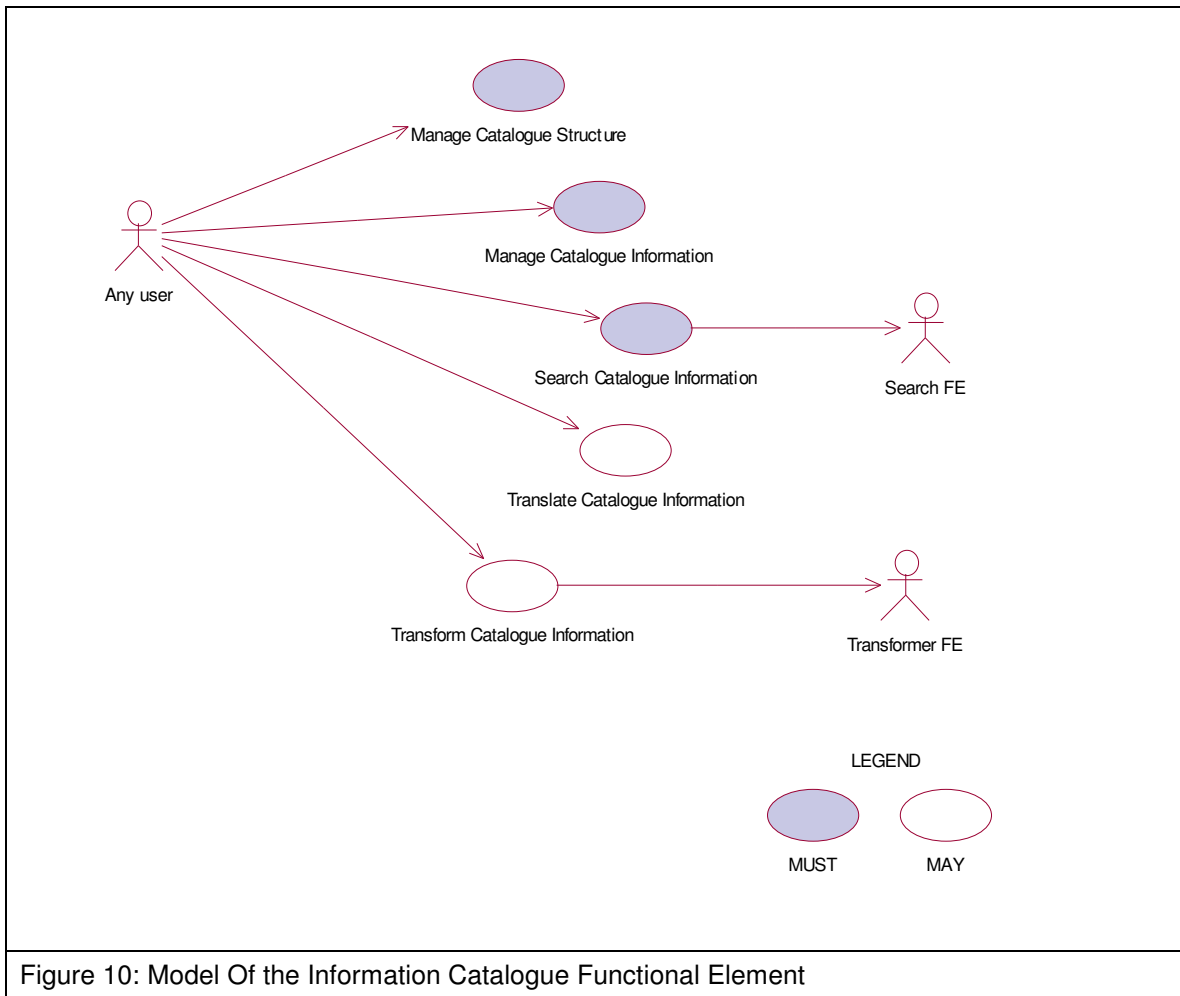 Manage Catalogue Structure
Manage Catalogue Information
Any user
Search Catalogue Information
Search FE
Translate Catalogue Information
Transform Catalogue Information
Transformer FE
LEGEND
MUST
MAY
Figure 10: Model Of the Information Catalogue Functional Element